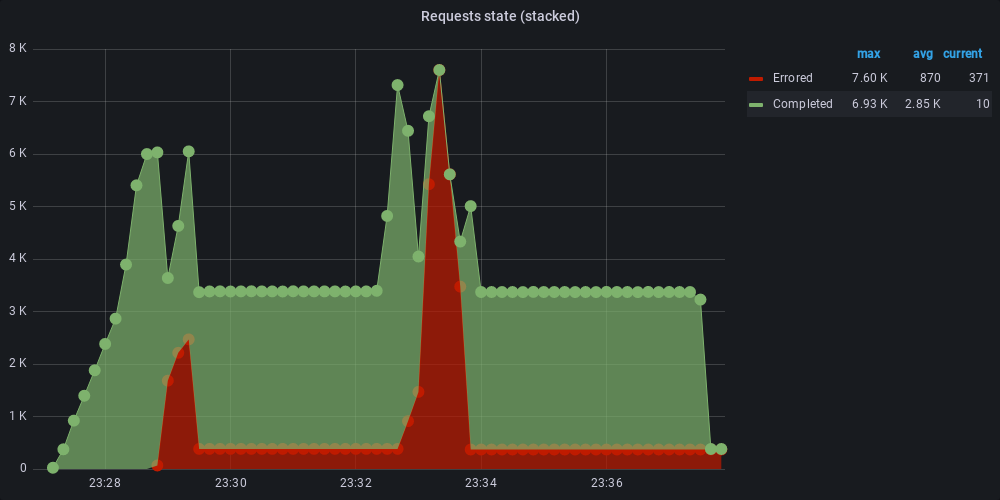 Requests state (stacked)
8 K
7 K
6 K
5 K
4 K
3 K
2 K
1 K
0
23:28 23:30 23:32 23:34 23:36
max avg current
Errored 7.60 K 870 371
Completed 6.93 K 2.85 K 10